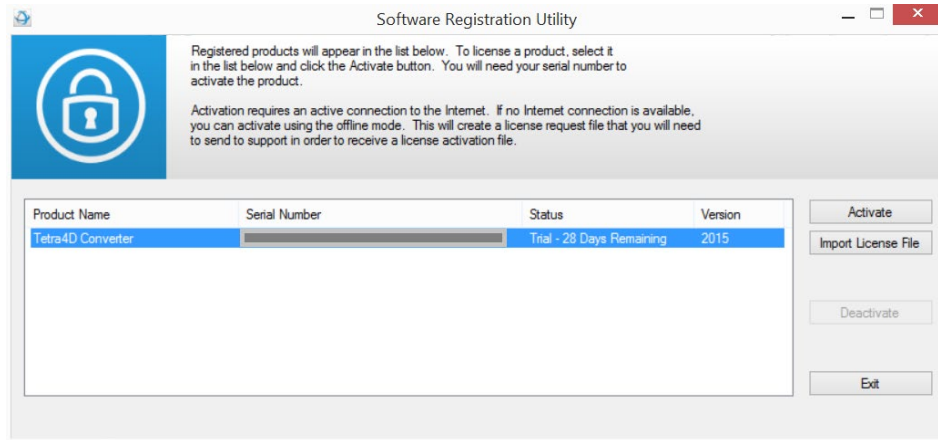 Software Registration Utility
Registered products will appear in the list below. To license a product, select it
in the list below and click the Activate button. You will need your serial number to
activate the product.
Activation requires an active connection to the Internet. If no Internet connection is available,
you can activate using the offline mode. This will create a license request file that you will need
to send to support in order to receive a license activation file.
Product Name Serial Number Status Version
Tetra4D Converter Trial - 28 Days Remaining 2015
Activate
Import License File
Deactivate
Exit